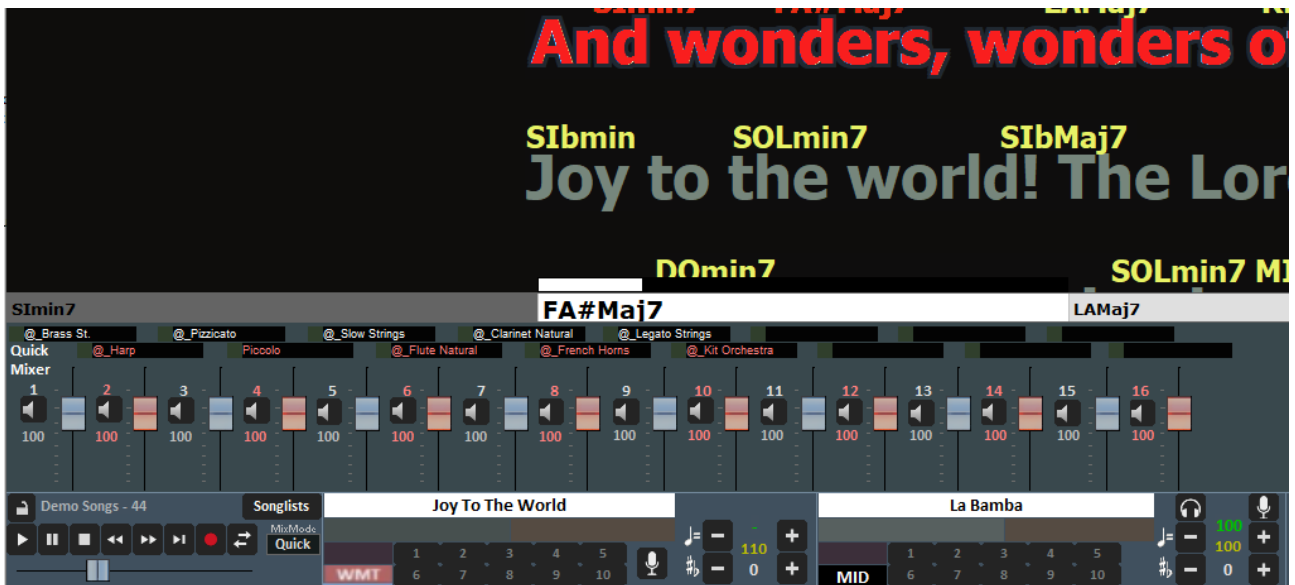 SImin7 FA#Maj7 LAMaj7
And wonders, wonders of
SIbmin SOLmin7 SIbMaj7
Joy to the world! The Lor
DOmin7 SOLmin7 MI
SImin7 FA#Maj7 LAMaj7
@_Brass St. @_Pizzicato @_Slow Strings @_Clarinet Natural @_Legato Strings
Quick @_Harp Piccolo @_Flute Natural @_French Horns @_Kit Orchestra
Mixer
1 2 3 4 5 6 7 8 9 10 11 12 13 14 15 16
100 100 100 100 100 100 100 100 100 100 100 100 100 100 100 100
Demo Songs - 44 Songlists Joy To The World La Bamba
MixMode
Quick
- 100
110 100
1 2 3 4 5 1 2 3 4 5
WMT 6 7 8 9 10 0 MID 6 7 8 9 10 0